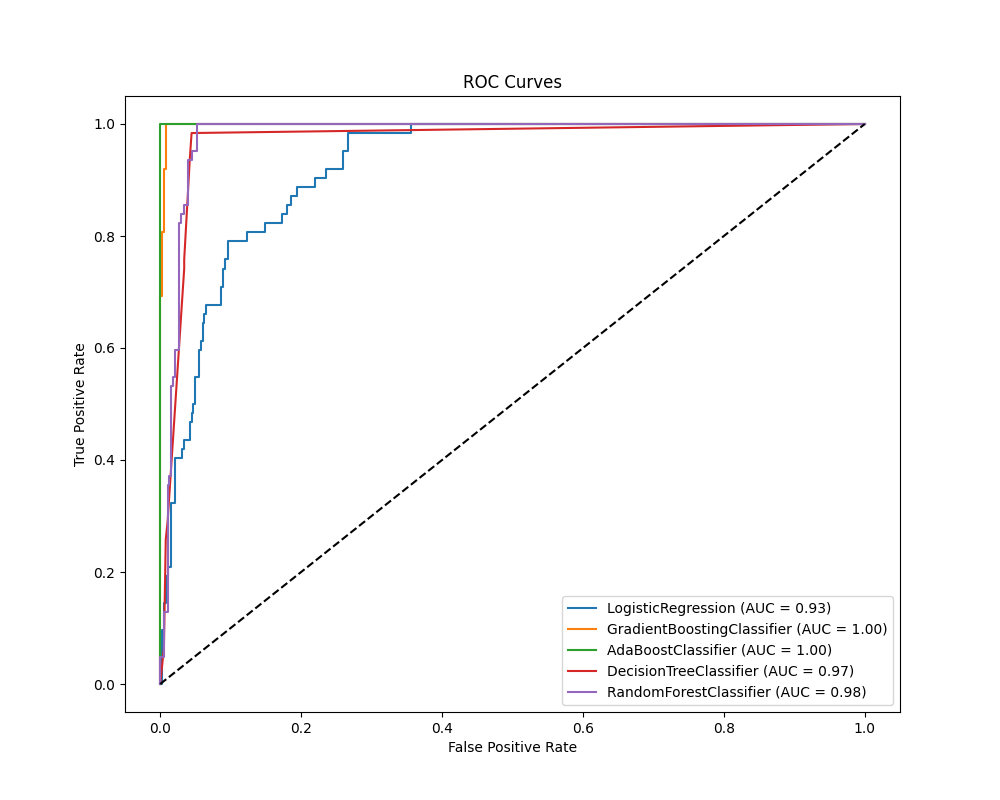 ROC Curves
1.0
0.8
0.6
0.4
0.2
0.0
True Positive Rate
0.0 0.2 0.4 0.6 0.8 1.0
False Positive Rate
LogisticRegression (AUC = 0.93)
GradientBoostingClassifier (AUC = 1.00)
AdaBoostClassifier (AUC = 1.00)
DecisionTreeClassifier (AUC = 0.97)
RandomForestClassifier (AUC = 0.98)